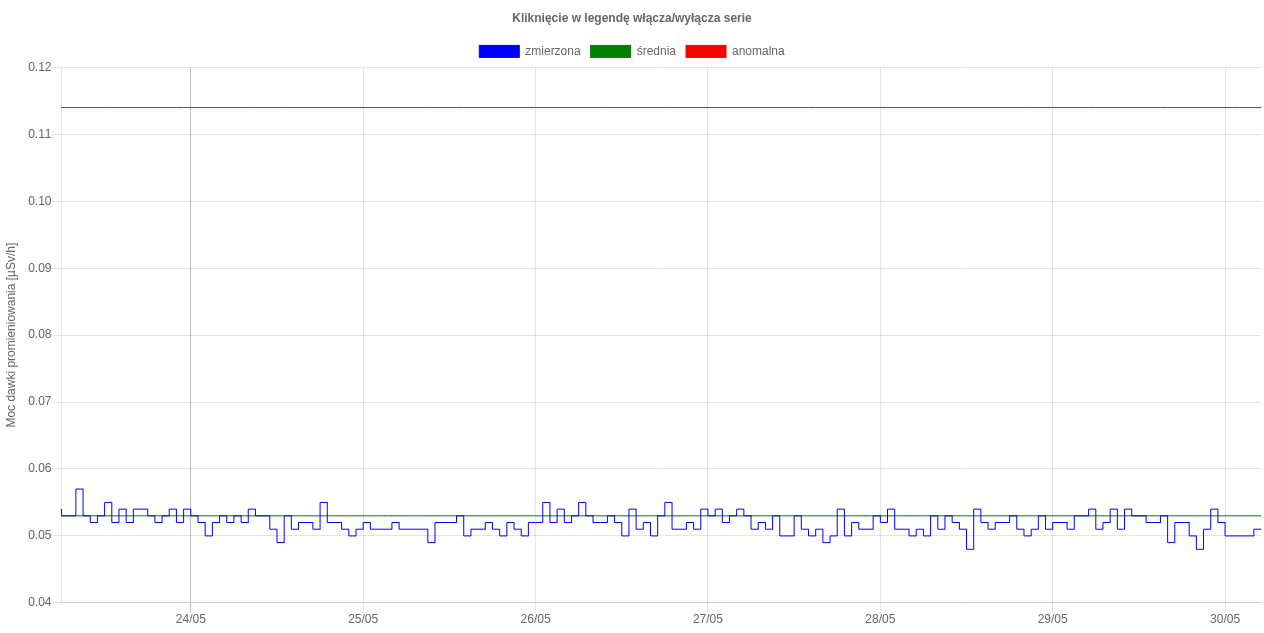 Kliknięcie w legendę włącza/wyłącza serie
zmierzona średnia anomalna
Moc dawki promieniowania [µSv/h]
0.12
0.11
0.10
0.09
0.08
0.07
0.06
0.05
0.04
24/05 25/05 26/05 27/05 28/05 29/05 30/05